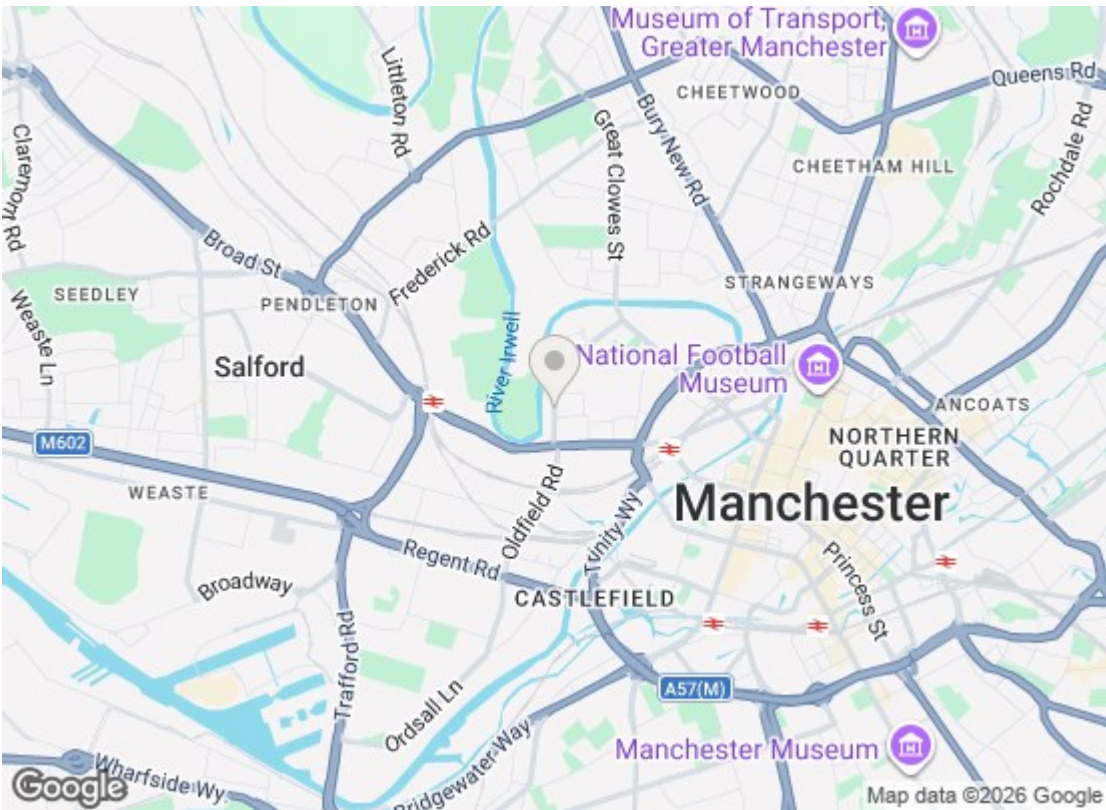 Museum of Transport,
Greater Manchester
Queens Rd
Littleton Rd
CHEETWOOD
Bury New Rd
Great Clowes St
Rochdale Rd
Claremont Rd
CHEETHAM HILL
Frederick Rd
Broad St
STRANGEWAYS
SEEDLEY
PENDLETON
Weaste Ln
River Irwell
National Football
Museum
Salford
ANCOATS
M602
NORTHERN
QUARTER
WEASTE
Manchester
Oldfield Rd
Trinity Wy
Regent Rd
Princess St
Broadway
CASTLEFIELD
Trafford Rd
A57(M)
Ordsall Ln
Manchester Museum
Bridgewater Way
Wharfside Wy.
Google
Map data ©2026 Google